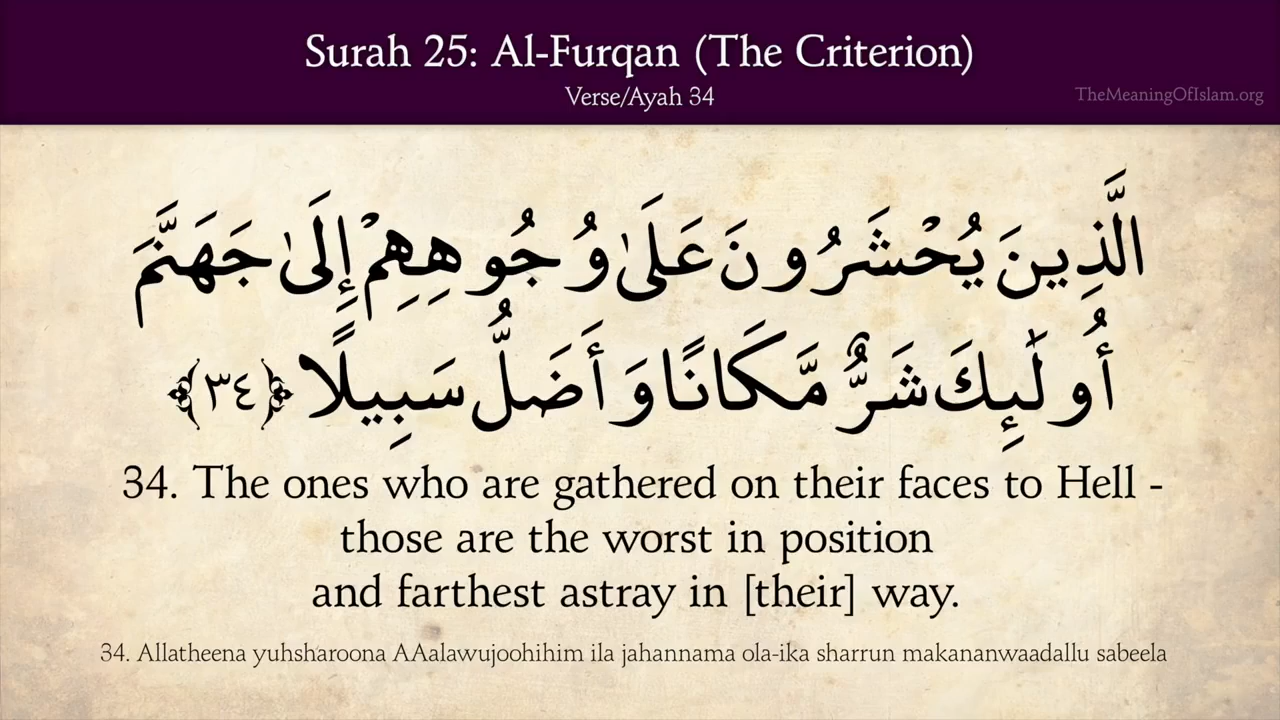 Surah 25: Al-Furqan (The Criterion)
Verse/Ayah 34
TheMeaningOfIslam.org
الَّذِينَ يُحْشَرُونَ عَلَىٰ وُجُوهِهِمْ إِلَىٰ جَهَنَّمَ
أُولَٰئِكَ شَرٌّ مَّكَانًا وَأَضَلُّ سَبِيلًا ﴿٣٤﴾
34. The ones who are gathered on their faces to Hell -
those are the worst in position
and farthest astray in [their] way.
34. Allatheena yuhsharoona AAalawujoohihim ila jahannama ola-ika sharrun makananwaadallu sabeela